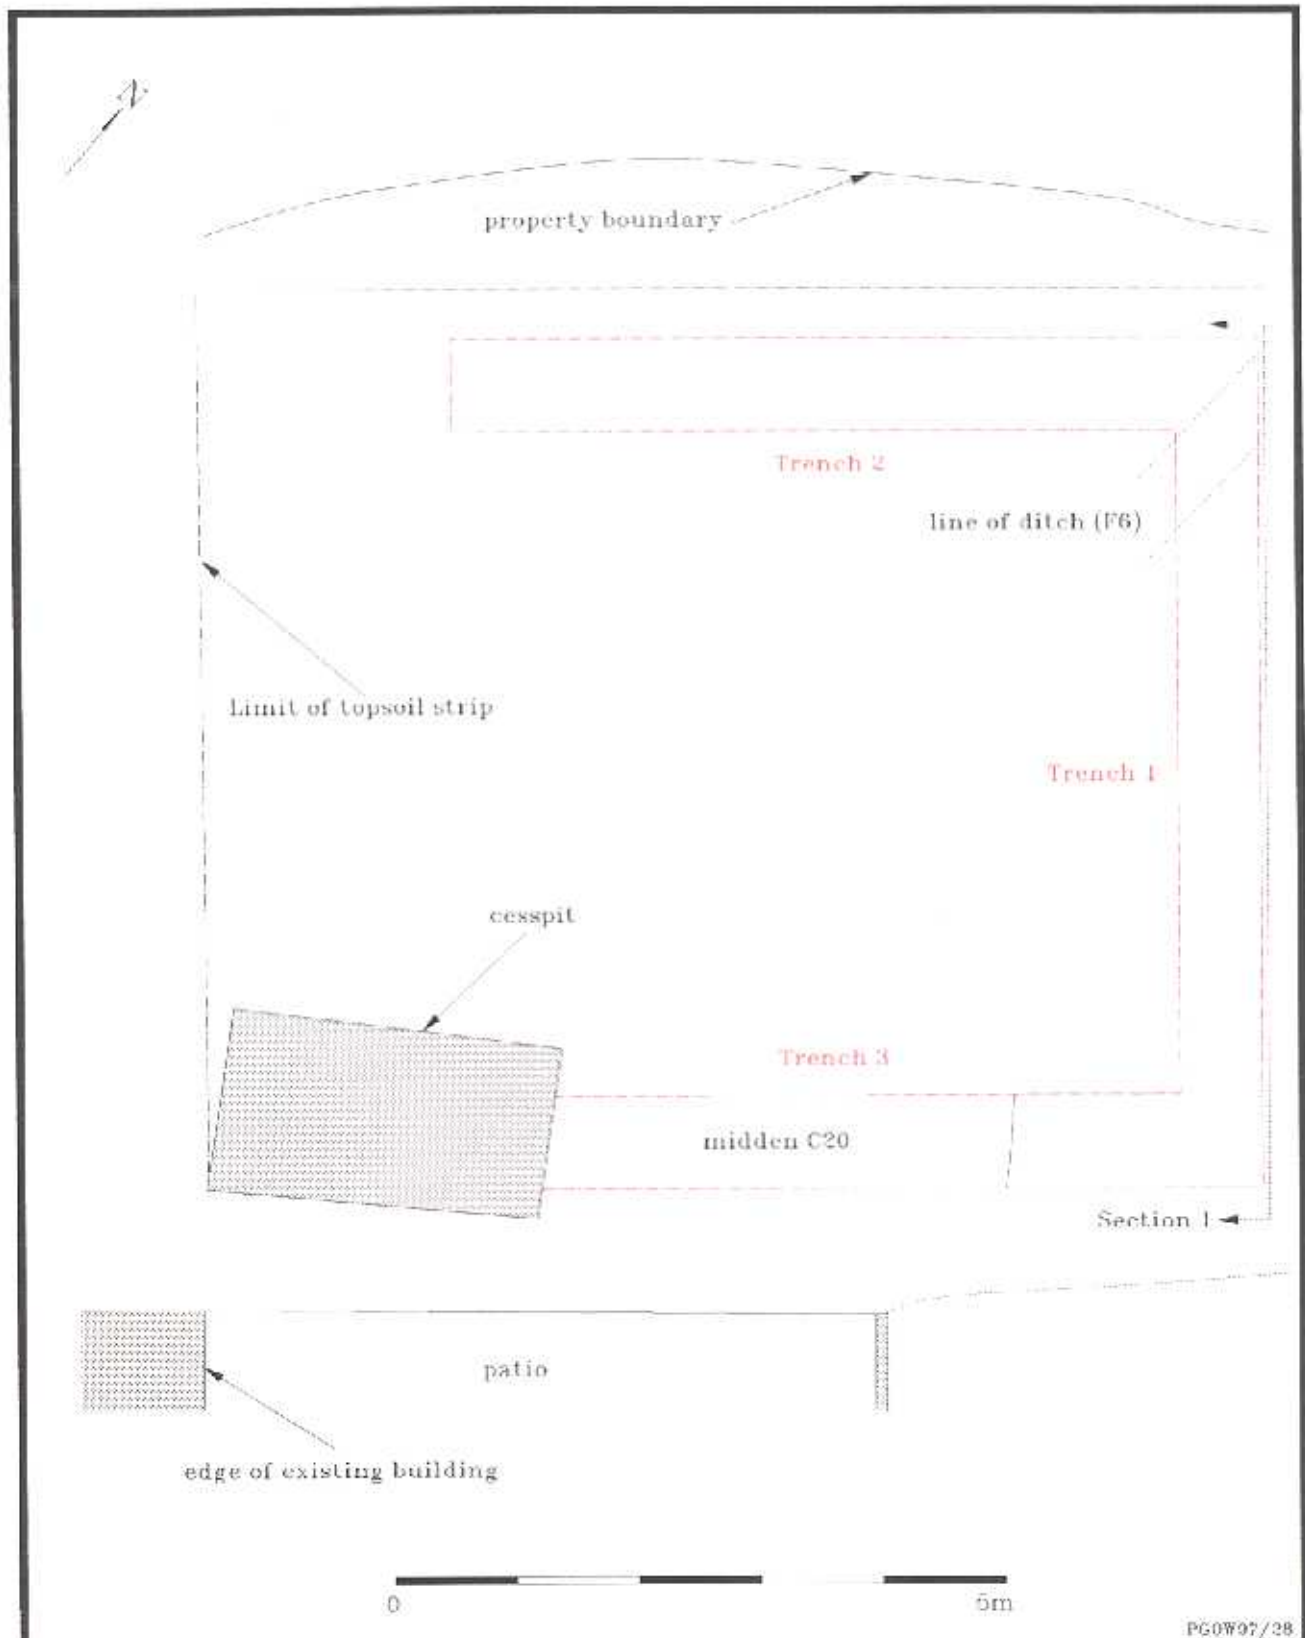 N
property boundary
Trench 2
line of ditch (F6)
Limit of topsoil strip
Trench 1
cesspit
Trench 3
midden C20
Section 1
patio
edge of existing building
0
5m
PGOW97/28